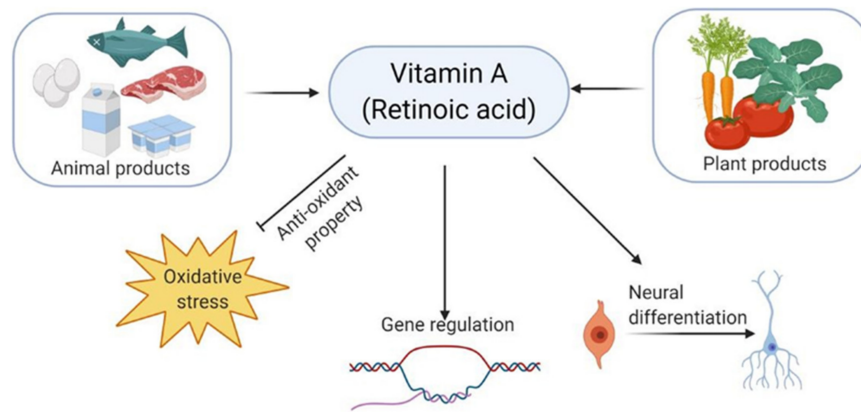 Vitamin A
(Retinoic acid)
Animal products
Plant products
Anti-oxidant
property
Oxidative
stress
Gene regulation
Neural
differentiation